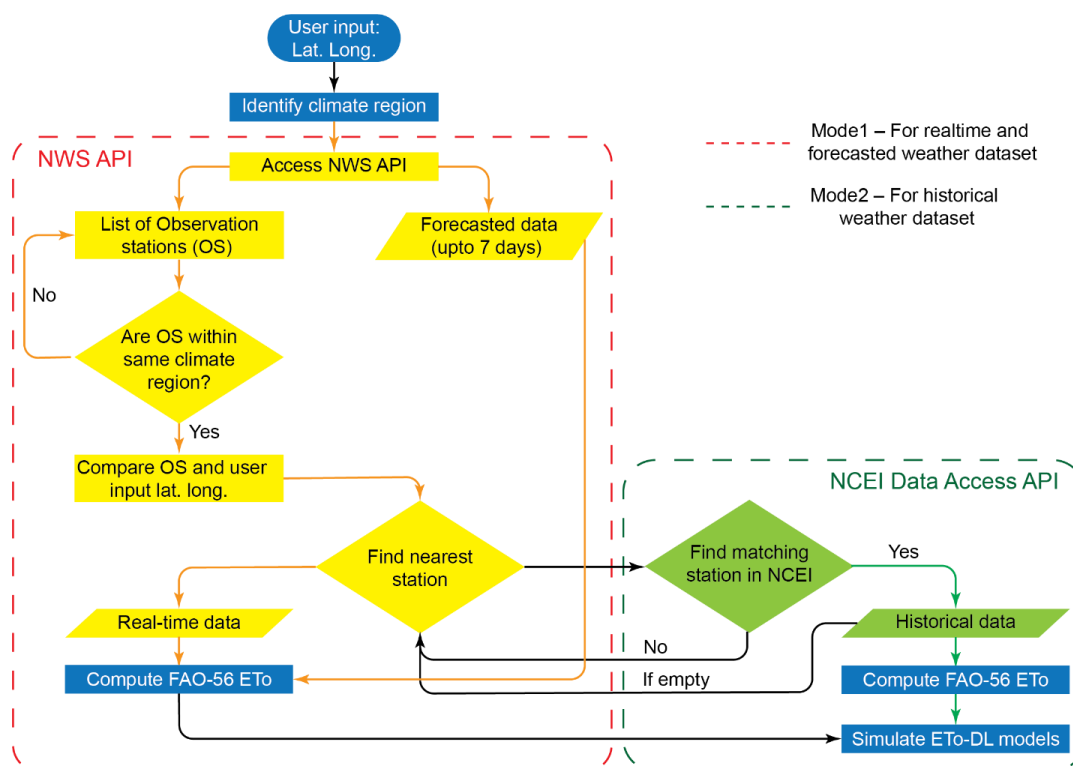 User input:
Lat. Long.
Identify climate region
NWS API
Access NWS API
Mode1 – For realtime and
forecasted weather dataset
Mode2 – For historical
weather dataset
List of Observation
stations (OS)
Forecasted data
(upto 7 days)
No
Are OS within
same climate
region?
Yes
Compare OS and user
input lat. long.
NCEI Data Access API
Find nearest
station
Find matching
station in NCEI
Yes
Real-time data
Historical data
No
If empty
Compute FAO-56 ETo
Compute FAO-56 ETo
Simulate ETo-DL models